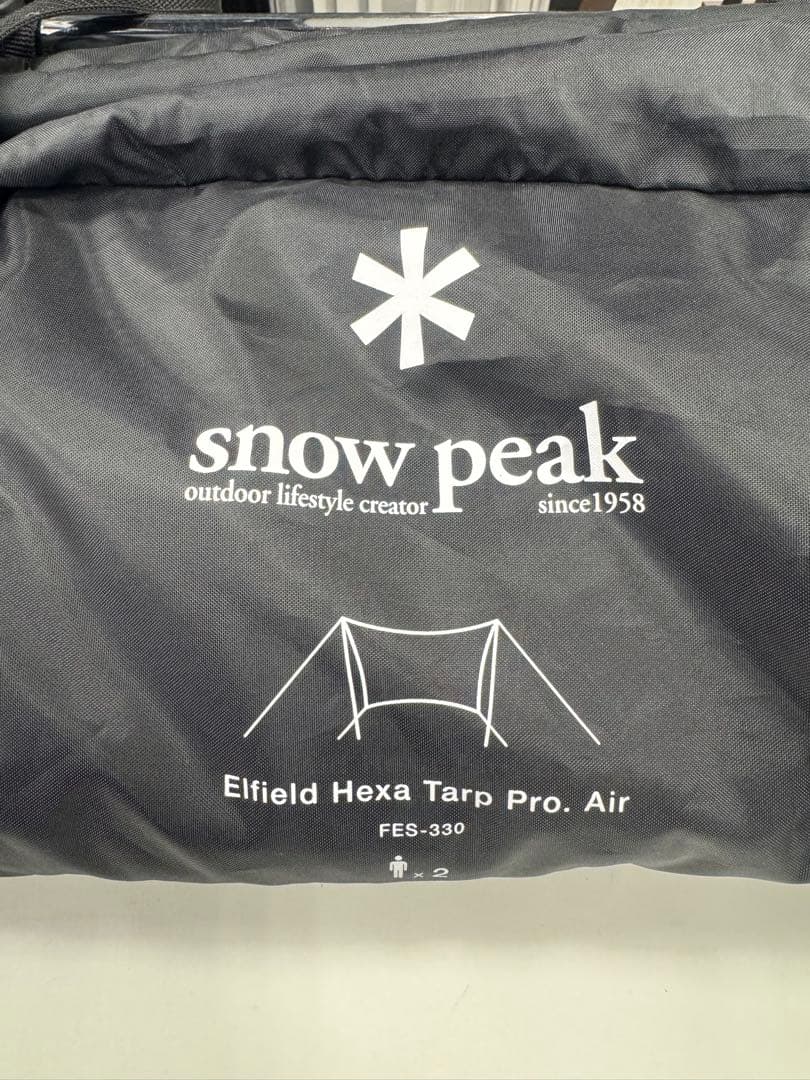 snow peak
outdoor lifestyle creator since1958
Elfield Hexa Tarp Pro. Air
FES-330
× 2